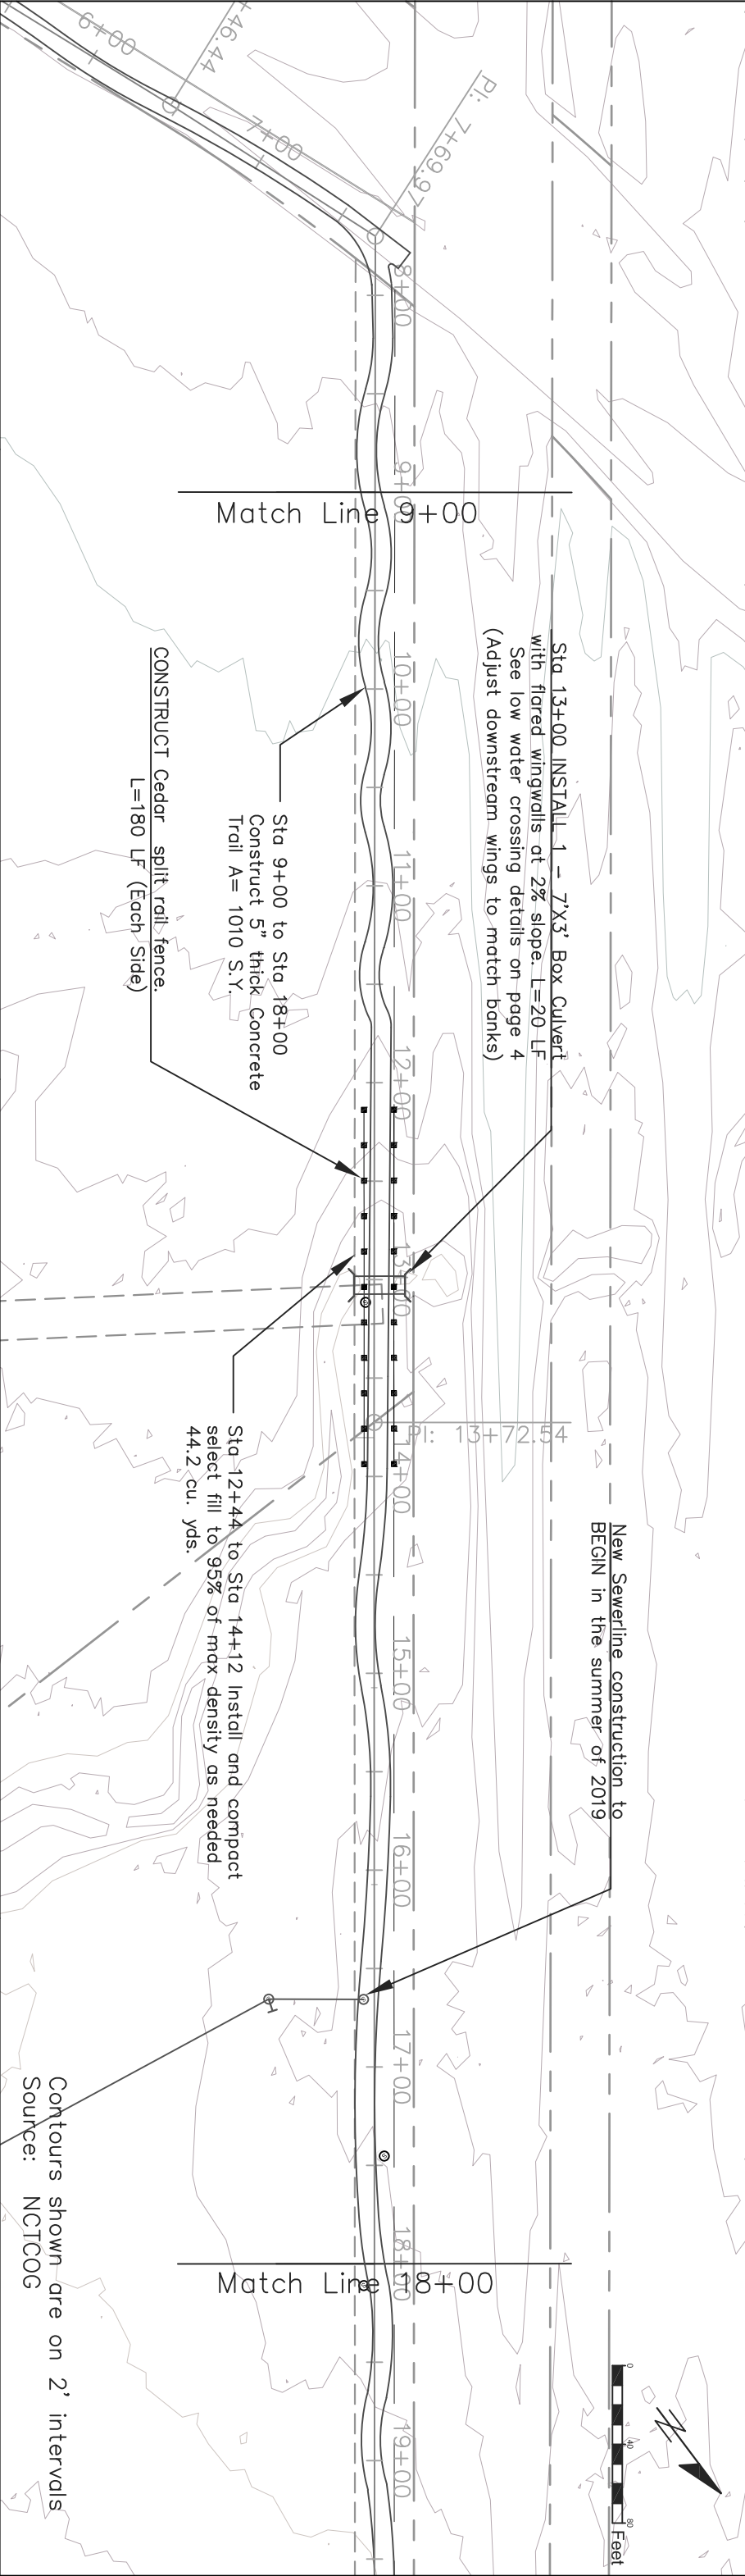 6+00
+46.44
7+00
PI: 7+69.97
8+00
9+00
Match Line 9+00
10+00
11+00
12+00
13+00
14+00
15+00
16+00
17+00
18+00
19+00
Sta 13+00 INSTALL 1 - 7'X3' Box Culvert
with flared wingwalls at 2% slope. L=20 LF
See low water crossing details on page 4
(Adjust downstream wings to match banks)
Sta 9+00 to Sta 18+00
Construct 5" thick Concrete
Trail A= 1010 S.Y.
CONSTRUCT Cedar split rail fence.
L=180 LF (Each Side)
PI: 13+72.54
Sta 12+44 to Sta 14+12 Install and compact
select fill to 95% of max density as needed
44.2 cu. yds.
New Sewerline construction to
BEGIN in the summer of 2019
Match Line 18+00
Contours shown are on 2' intervals
Source: NCTCOG
0 40 80
Feet